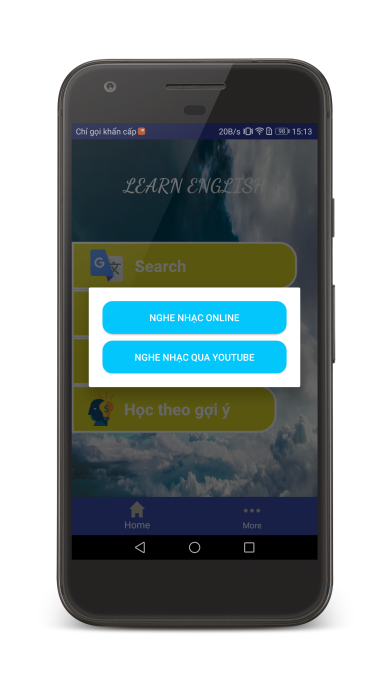 Chỉ gọi khẩn cấp 20B/s 98 15:13
LEARN ENGLISH
Search
NGHE NHẠC ONLINE
NGHE NHẠC QUA YOUTUBE
Học theo gợi ý
Home More